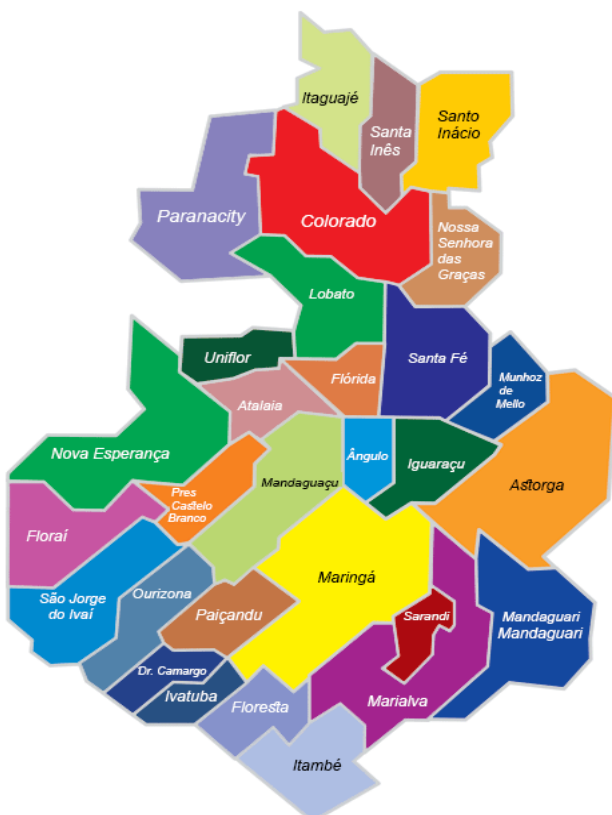 Itaguajé
Santa
Inês
Santo
Inácio
Paranacity
Colorado
Nossa
Senhora
das
Graças
Lobato
Uniflor
Flórida
Santa Fé
Munhoz
de
Mello
Atalaia
Nova Esperança
Mandaguaçu
Ângulo
Iguaraçu
Astorga
Pres
Castelo
Branco
Floraí
Maringá
São Jorge
do Ivaí
Ourizona
Paiçandu
Sarandi
Mandaguari
Mandaguari
Dr. Camargo
Ivatuba
Floresta
Marialva
Itambé